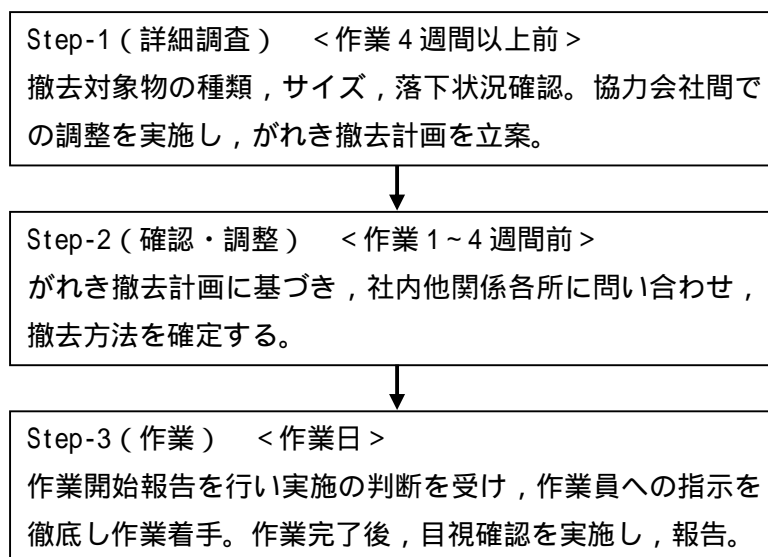 Step-1（詳細調査）　＜作業４週間以上前＞
撤去対象物の種類，サイズ，落下状況確認。協力会社間で
の調整を実施し，がれき撤去計画を立案。
Step-2（確認・調整）　＜作業１~４週間前＞
がれき撤去計画に基づき，社内他関係各所に問い合わせ，
撤去方法を確定する。
Step-3（作業）　＜作業日＞
作業開始報告を行い実施の判断を受け，作業員への指示を
徹底し作業着手。作業完了後，目視確認を実施し，報告。